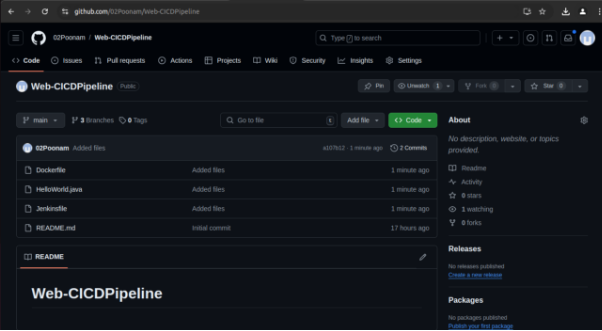 github.com/02Poonam/Web-CICDPipeline
02Poonam / Web-CICDPipeline
Type / to search
Code Issues Pull requests Actions Projects Wiki Security Insights Settings
Web-CICDPipeline Public
Pin Unwatch 1 Fork 0 Star 0
main 3 Branches 0 Tags Go to file t Add file Code
02Poonam Added files a107b12 · 1 minute ago 2 Commits
Dockerfile Added files 1 minute ago
HelloWorld.java Added files 1 minute ago
Jenkinsfile Added files 1 minute ago
README.md Initial commit 17 hours ago
README
Web-CICDPipeline
About
No description, website, or topics
provided.
Readme
Activity
0 stars
1 watching
0 forks
Releases
No releases published
Create a new release
Packages
No packages published
Publish your first package